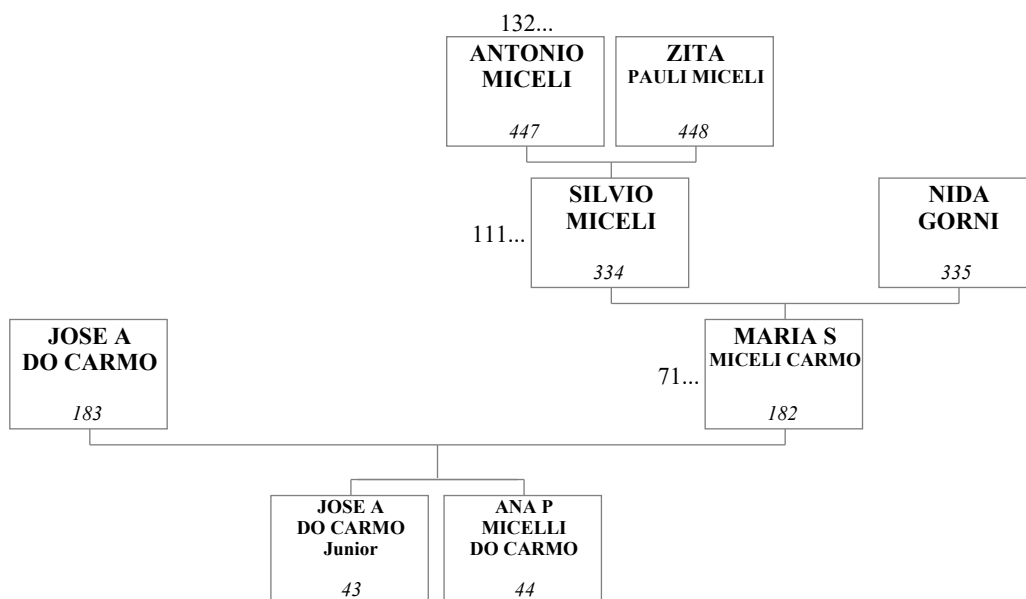 132...
ANTONIO
MICELI
447
ZITA
PAULI MICELI
448
111...
SILVIO
MICELI
334
NIDA
GORNI
335
JOSE A
DO CARMO
183
71...
MARIA S
MICELI CARMO
182
JOSE A
DO CARMO
Junior
43
ANA P
MICELLI
DO CARMO
44